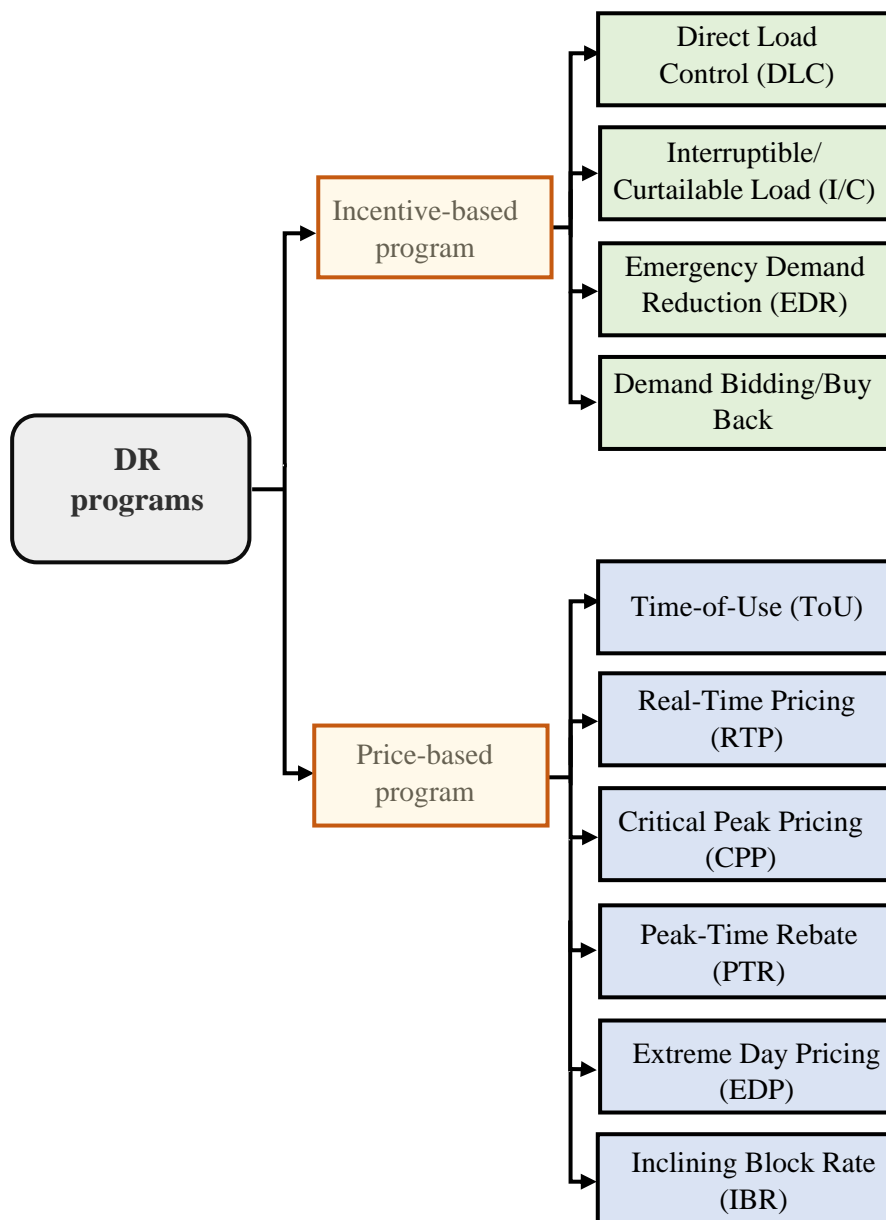 Direct Load
Control (DLC)
Interruptible/
Curtailable Load (I/C)
Incentive-based
program
Emergency Demand
Reduction (EDR)
Demand Bidding/Buy
Back
DR
programs
Time-of-Use (ToU)
Real-Time Pricing
(RTP)
Price-based
program
Critical Peak Pricing
(CPP)
Peak-Time Rebate
(PTR)
Extreme Day Pricing
(EDP)
Inclining Block Rate
(IBR)